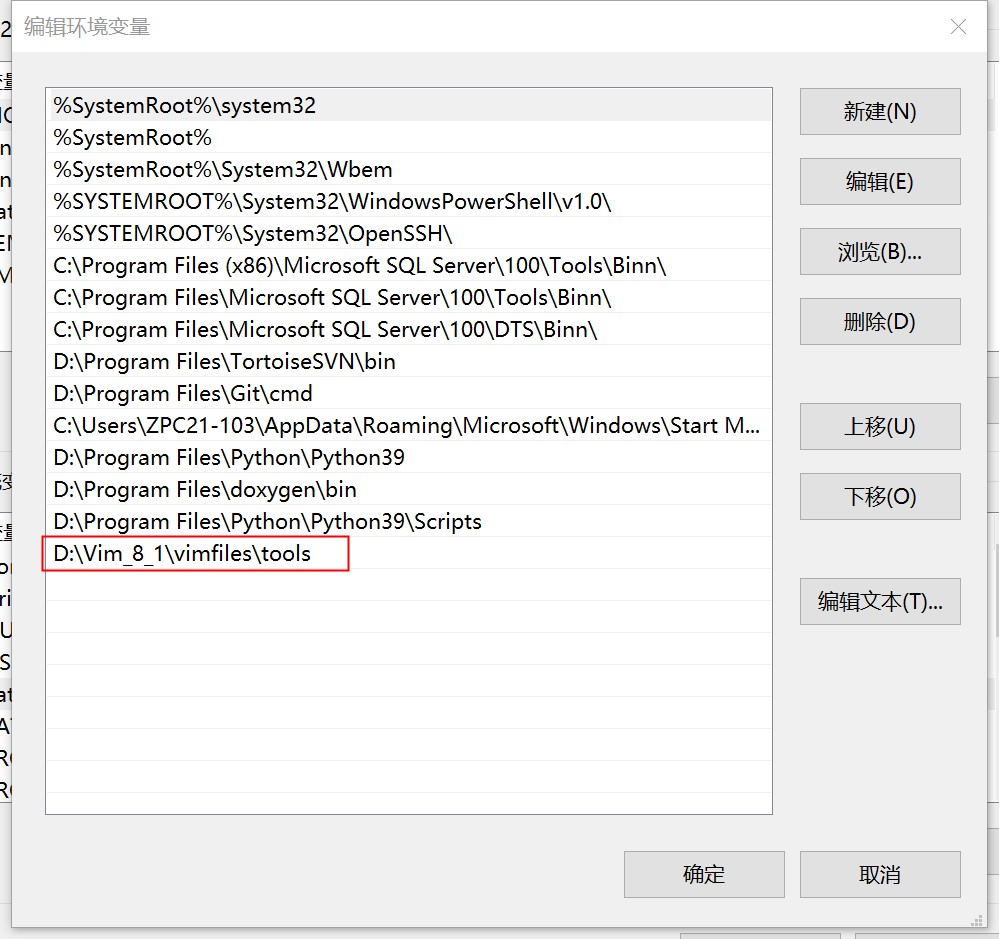 编辑环境变量
%SystemRoot%\system32
%SystemRoot%
%SystemRoot%\System32\Wbem
%SYSTEMROOT%\System32\WindowsPowerShell\v1.0\
%SYSTEMROOT%\System32\OpenSSH\
C:\Program Files (x86)\Microsoft SQL Server\100\Tools\Binn\
C:\Program Files\Microsoft SQL Server\100\Tools\Binn\
C:\Program Files\Microsoft SQL Server\100\DTS\Binn\
D:\Program Files\TortoiseSVN\bin
D:\Program Files\Git\cmd
C:\Users\ZPC21-103\AppData\Roaming\Microsoft\Windows\Start M...
D:\Program Files\Python\Python39
D:\Program Files\doxygen\bin
D:\Program Files\Python\Python39\Scripts
D:\Vim_8_1\vimfiles\tools
新建(N)
编辑(E)
浏览(B)...
删除(D)
上移(U)
下移(O)
编辑文本(T)...
确定
取消